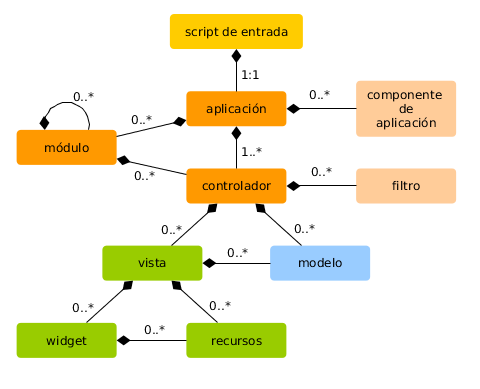 script de entrada
1:1
aplicación
0..*
componente
de
aplicación
0..*
0..*
módulo
1..*
0..*
controlador
0..*
filtro
0..*
0..*
vista
0..*
modelo
0..*
0..*
widget
0..*
recursos